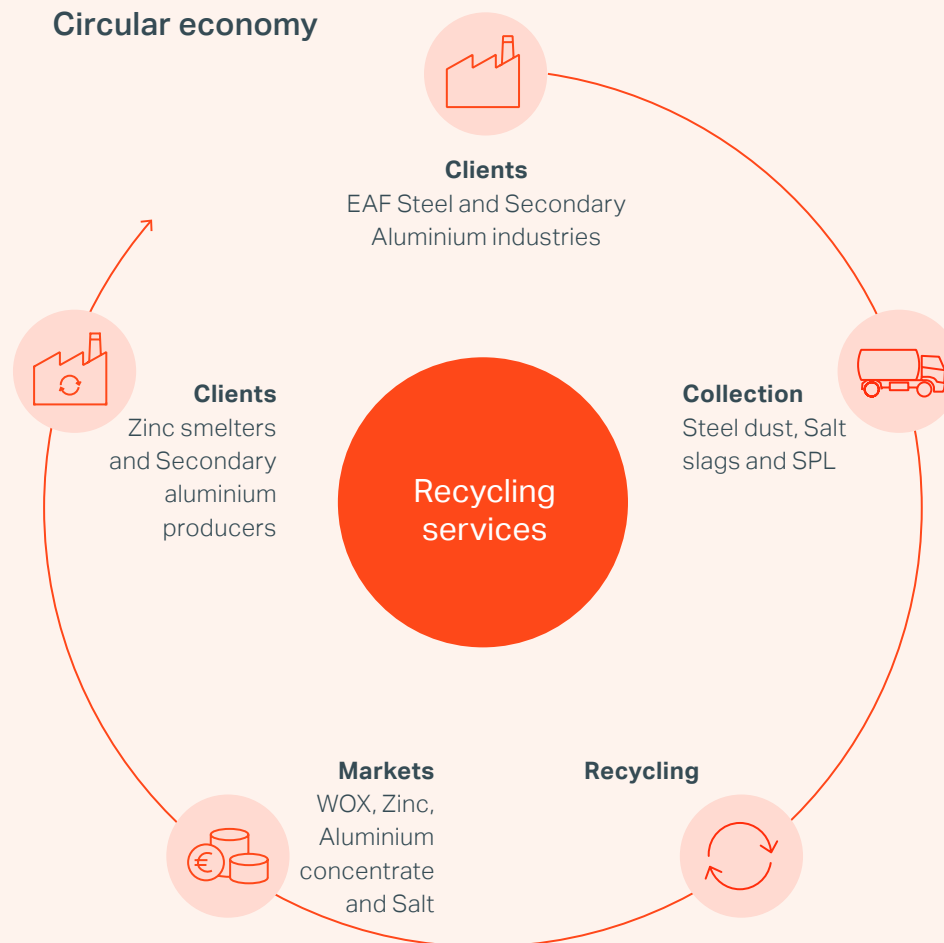 Circular economy
Clients
EAF Steel and Secondary
Aluminium industries
Collection
Steel dust, Salt
slags and SPL
Recycling
Markets
WOX, Zinc,
Aluminium
concentrate
and Salt
€
Clients
Zinc smelters
and Secondary
aluminium
producers
Recycling
services